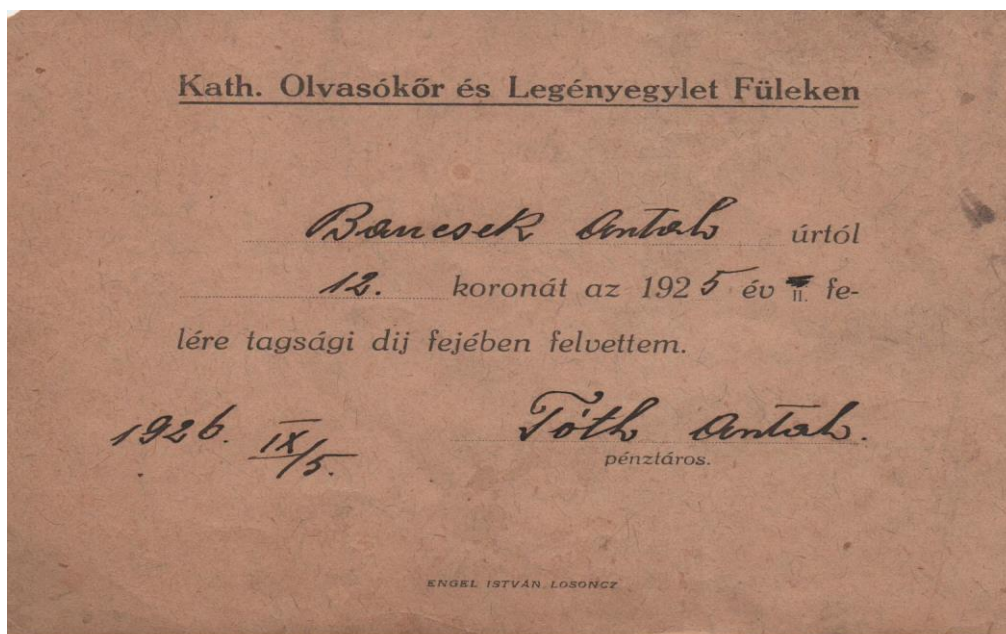 Kath. Olvasókőr és Legényegylet Füleken
Bancsek Antal úrtól
12. koronát az 1925 év II. fe-
lére tagsági dij fejében felvettem.
1926. IX/5. Tóth Antal.
pénztáros.
ENGEL ISTVÁN, LOSONCZ